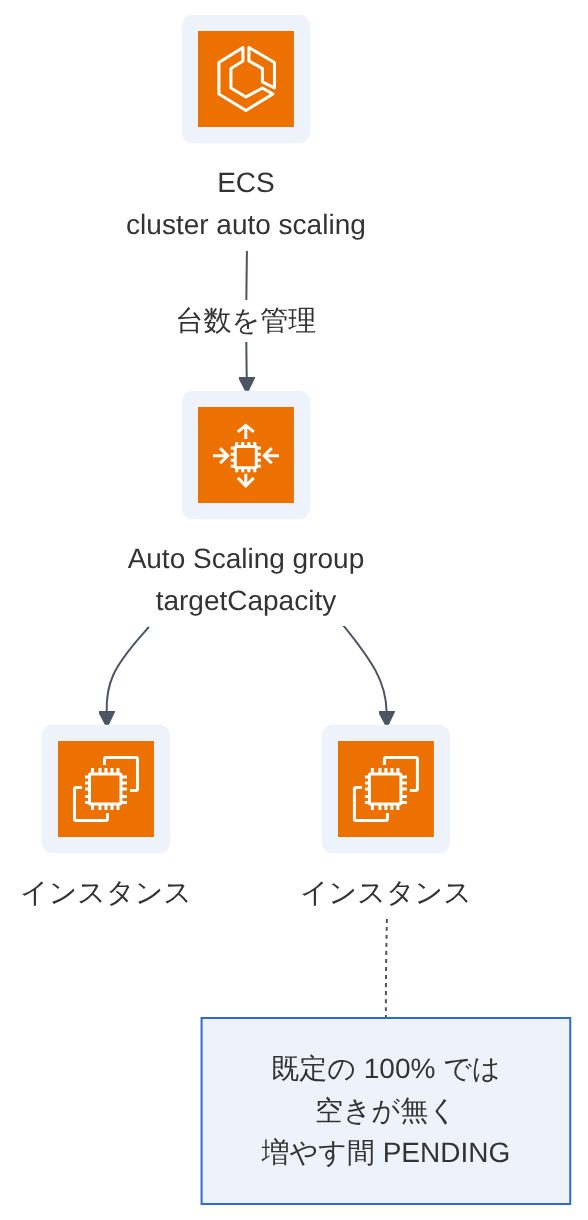 ECS
cluster auto scaling
台数を管理
Auto Scaling group
targetCapacity
インスタンス
インスタンス
既定の 100% では
空きが無く
増やす間 PENDING